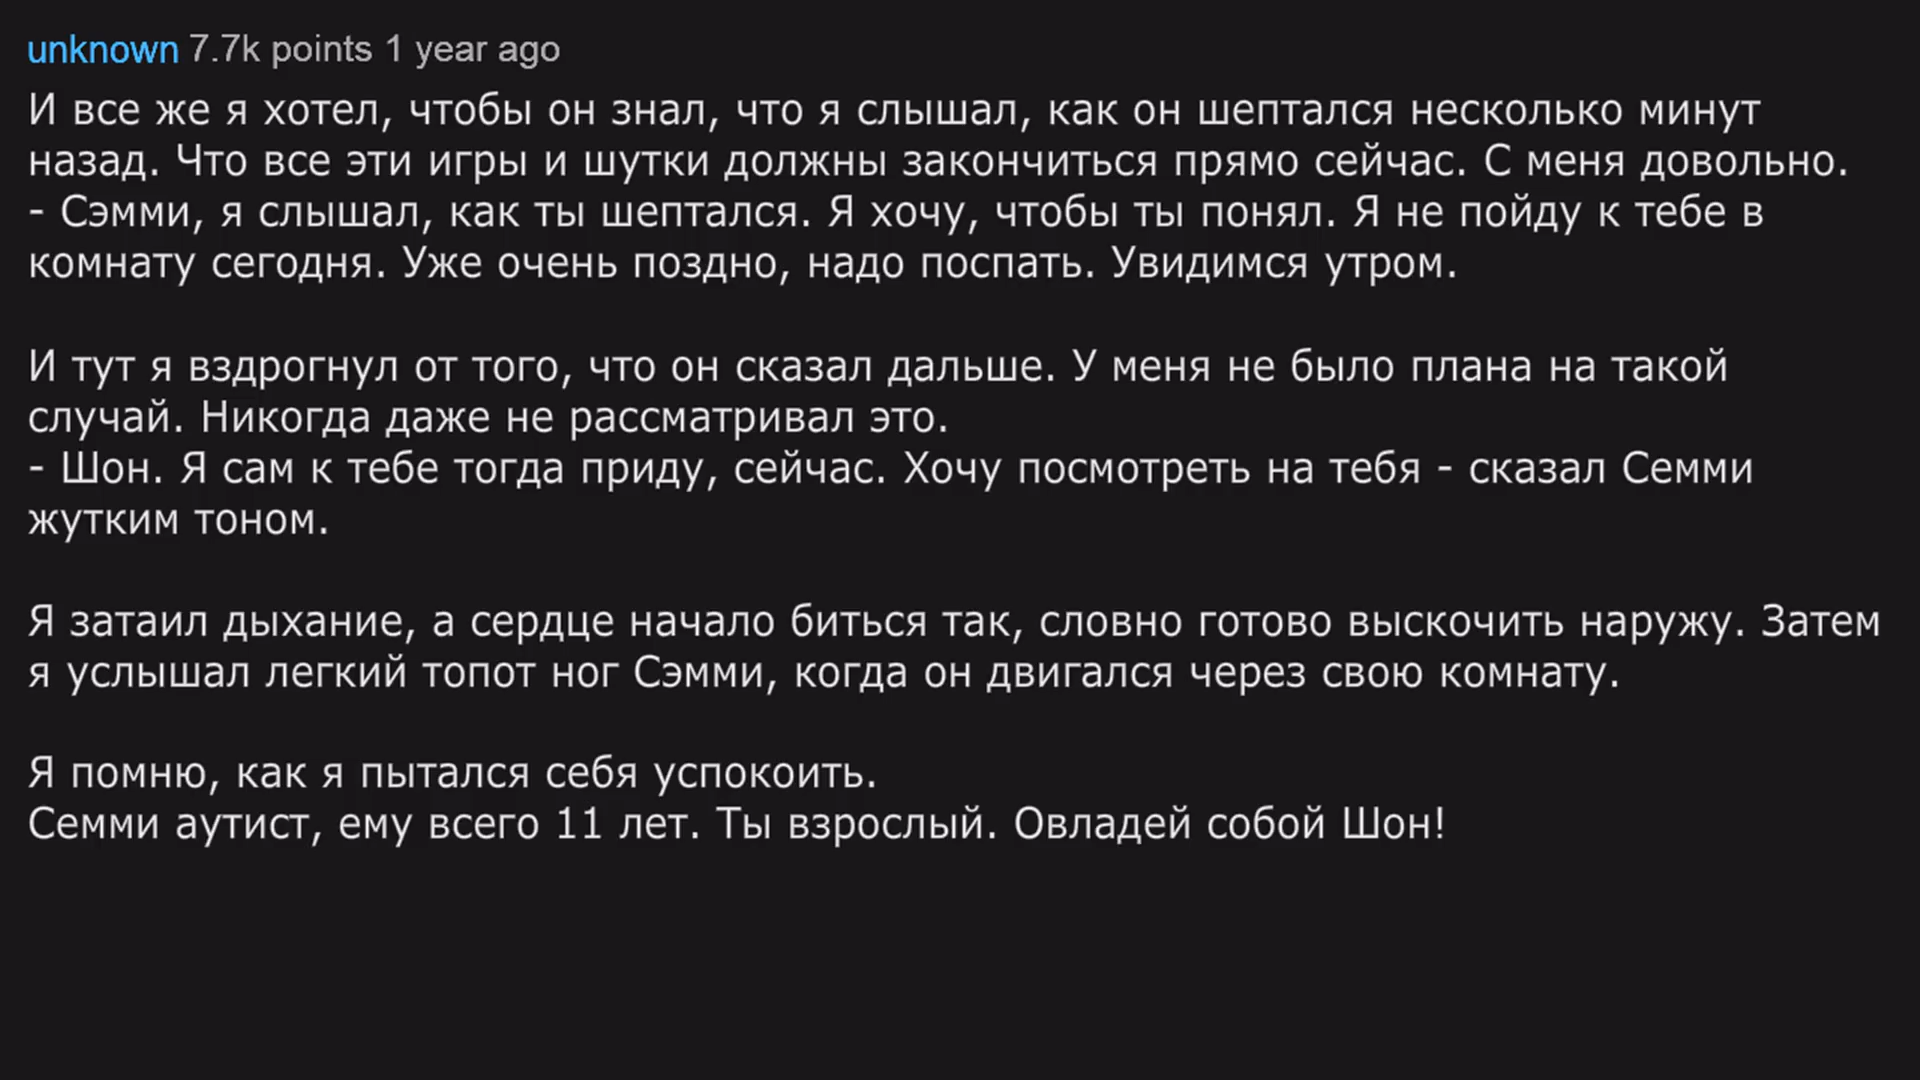 unknown 7.7k points 1 year ago
И все же я хотел, чтобы он знал, что я слышал, как он шептался несколько минут
назад. Что все эти игры и шутки должны закончиться прямо сейчас. С меня довольно.
- Сэмми, я слышал, как ты шептался. Я хочу, чтобы ты понял. Я не пойду к тебе в
комнату сегодня. Уже очень поздно, надо поспать. Увидимся утром.
И тут я вздрогнул от того, что он сказал дальше. У меня не было плана на такой
случай. Никогда даже не рассматривал это.
- Шон. Я сам к тебе тогда приду, сейчас. Хочу посмотреть на тебя - сказал Семми
жутким тоном.
Я затаил дыхание, а сердце начало биться так, словно готово выскочить наружу. Затем
я услышал легкий топот ног Сэмми, когда он двигался через свою комнату.
Я помню, как я пытался себя успокоить.
Семми аутист, ему всего 11 лет. Ты взрослый. Овладей собой Шон!